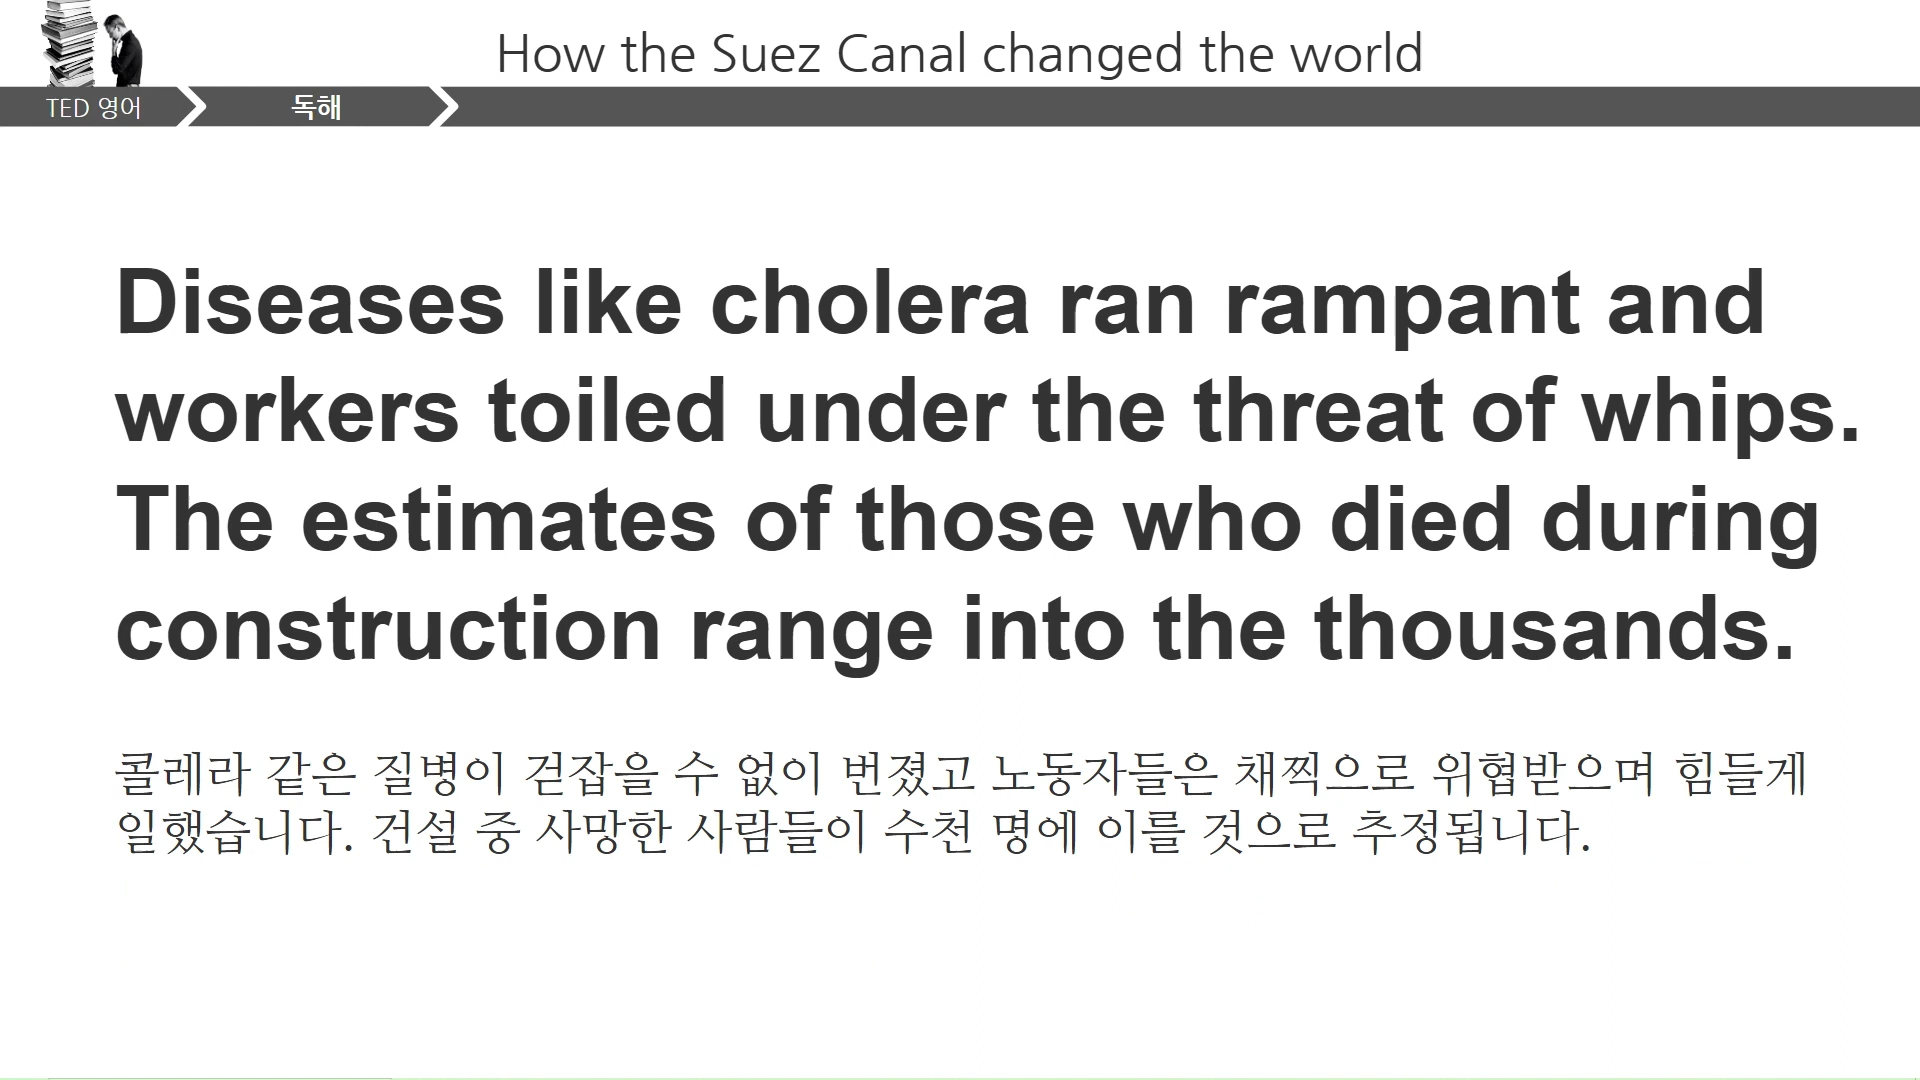 How the Suez Canal changed the world
TED 영어
독해
Diseases like cholera ran rampant and
workers toiled under the threat of whips.
The estimates of those who died during
construction range into the thousands.
콜레라 같은 질병이 걷잡을 수 없이 번졌고 노동자들은 채찍으로 위협받으며 힘들게
일했습니다. 건설 중 사망한 사람들이 수천 명에 이를 것으로 추정됩니다.